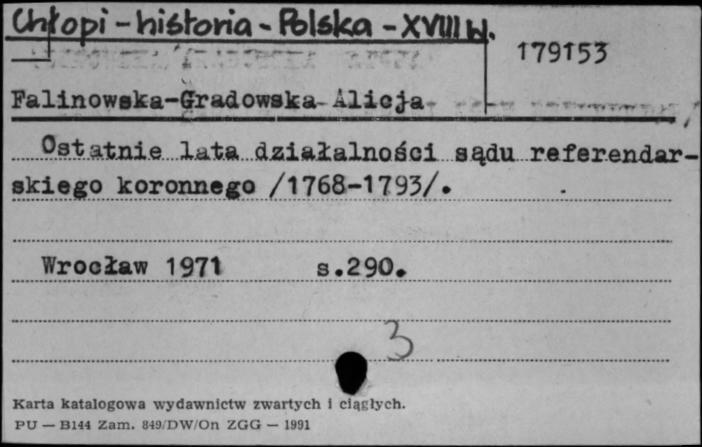 Chłopi-historia-Polska-XVIII w.
179153
Falinowska-Gradowska Alicja
Ostatnie lata działalności sądu referendar-
skiego koronnego /1768-1793/.
Wrocław 1971 s.290.
3
Karta katalogowa wydawnictw zwartych i ciągłych.
PU — B144 Zam. 849/DW/On ZGG — 1991